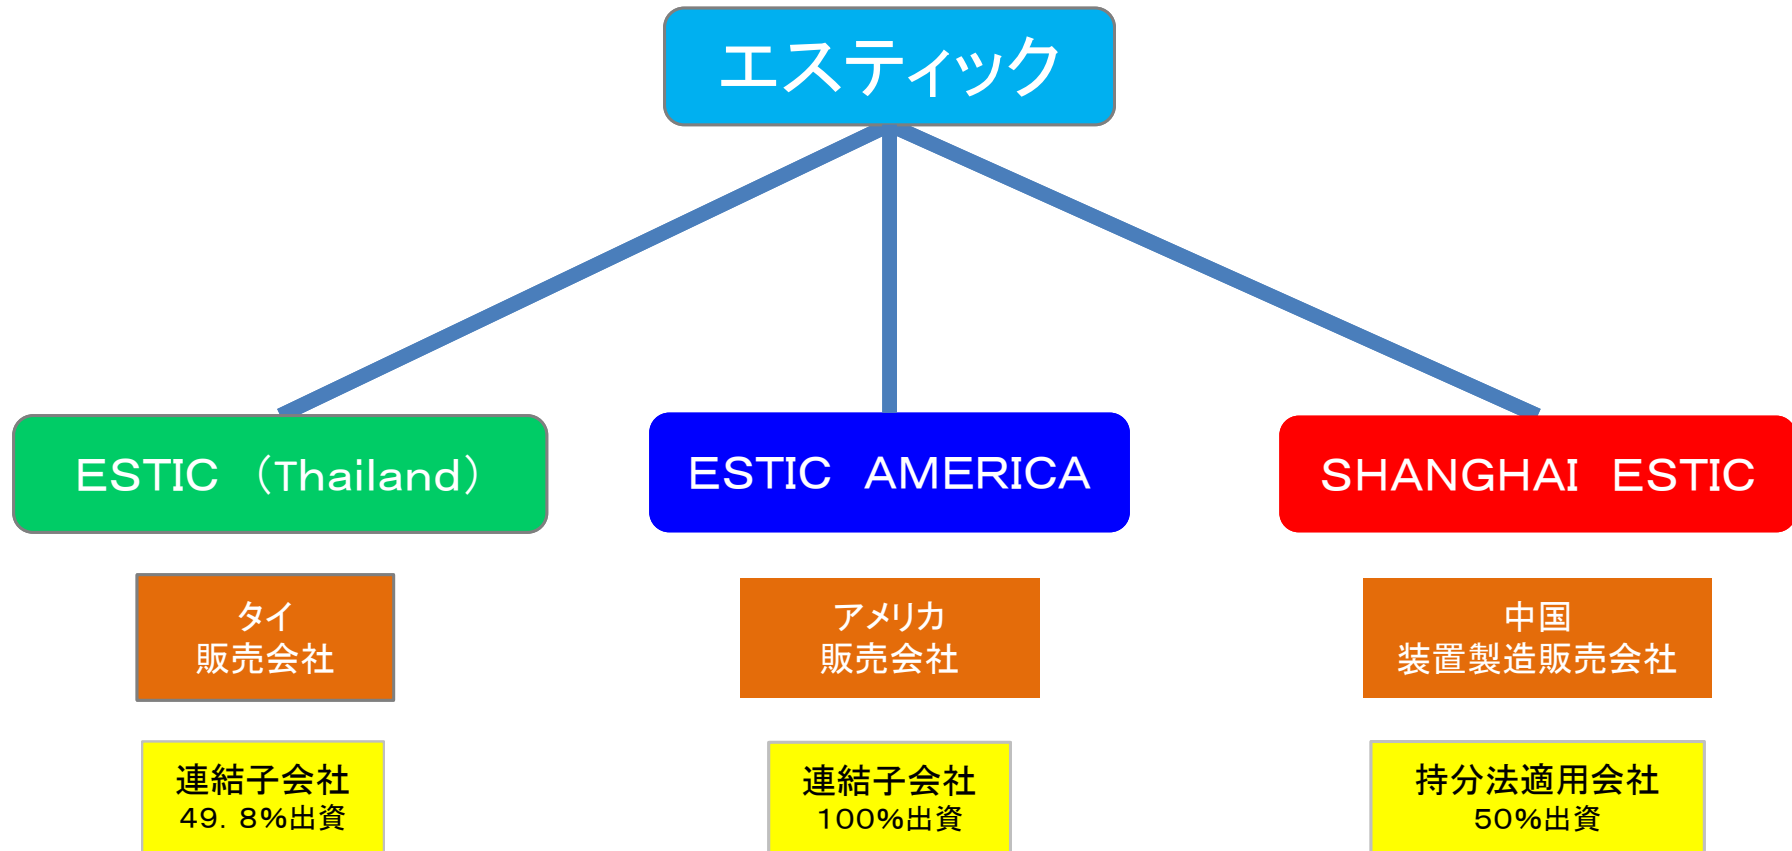 エスティック
ESTIC （Thailand）
ESTIC　AMERICA
SHANGHAI　ESTIC
タイ
販売会社
アメリカ
販売会社
中国
装置製造販売会社
連結子会社
49．8%出資
連結子会社
100%出資
持分法適用会社
50%出資